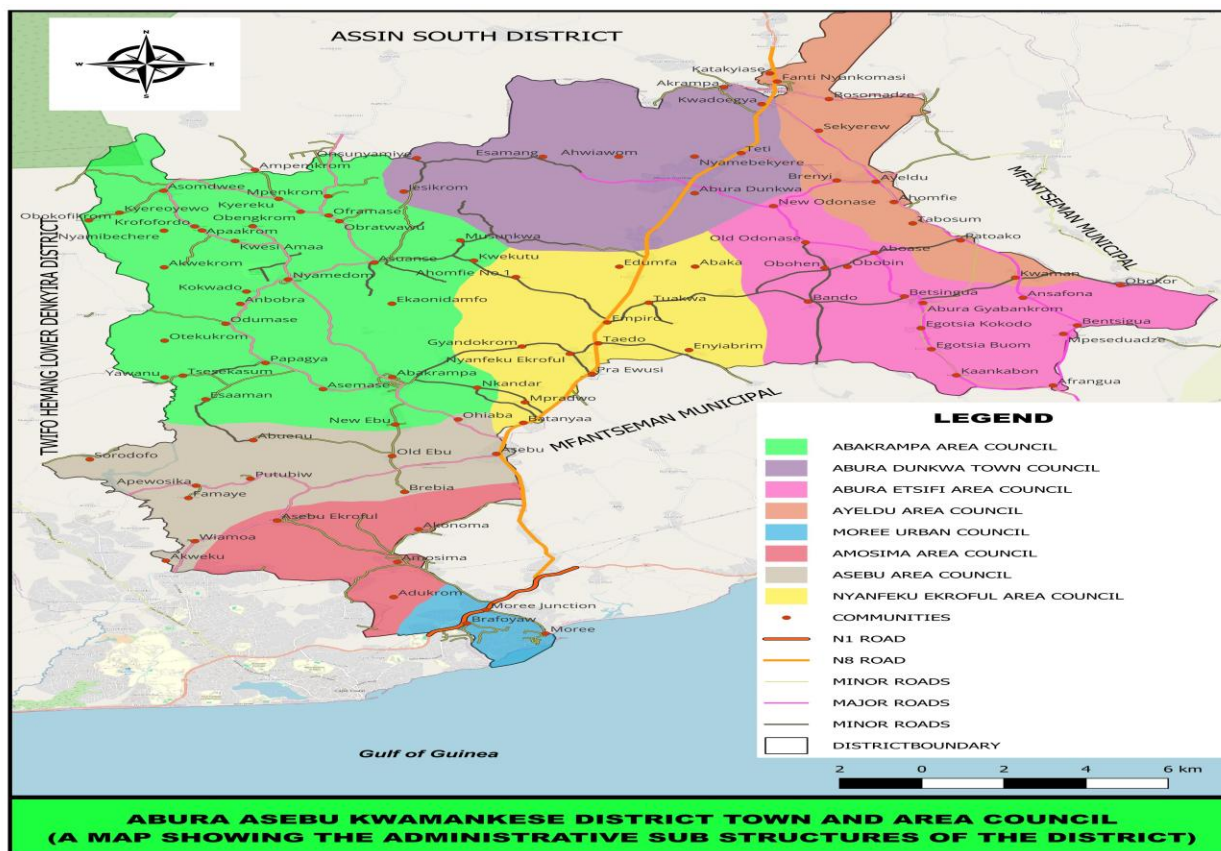 ASSIN SOUTH DISTRICT
N
W E
S
Katakyiase
Fanti Nyankomasi
Akrampa
Bosomadze
Kwadoegya
Sekyerew
Esamang
Ahwiawom
Teti
Nyamebekyere
Ampemkrom
Jesikrom
Brenyi
Ayeldu
Asomdwee
Mpenkrom
Abura Dunkwa
Ahomfie
MFANTSEMAN MUNICIPAL
Kyereoyewo
Kyereku
Oframase
New Odonase
Obokofikrom
Krofofordo
Obengkrom
Obratwawu
Tabosum
Nyamibechere
Apaakrom
Kwesi Amaa
Musunkwa
Old Odonase
Patoako
Asuanse
Kwekutu
Aboase
Akwekrom
Ahomfie No.1
Edumfa
Abaka
Obohen
Obobin
Nyamedom
Kwaman
Obokor
Kokwado
Anbobra
Ekaonidamfo
Tuakwa
Bando
Betsingua
Ansafona
Abura Gyabankrom
Odumase
Empiro
Egotsia Kokodo
Bentsigua
Otekukrom
Gyandokrom
Taedo
Enyiabrim
Egotsia Buom
Mpeseduadze
Nyanfeku Ekroful
Papagya
Yawanu
Tsexekasum
Asemaso
Abakrampa
Nkandar
Pra Ewusi
Kaankabon
Afrangua
Esaaman
Mpradwo
MFANTSEMAN MUNICIPAL
New Ebu
Ohiaba
Batanyaa
TWIFO HEMANG LOWER DENKYIRA DISTRICT
Abuenu
Sorodofo
Old Ebu
Asebu
Apewosika
Putubiw
Famaye
Brebia
Asebu Ekroful
Akonoma
Wiamoa
Akweku
Amosima
Adukrom
Moree Junction
Brafoyaw
Moree
Cape Coast
Gulf of Guinea
LEGEND
ABAKRAMPA AREA COUNCIL
ABURA DUNKWA TOWN COUNCIL
ABURA ETSIFI AREA COUNCIL
AYELDU AREA COUNCIL
MOREE URBAN COUNCIL
AMOSIMA AREA COUNCIL
ASEBU AREA COUNCIL
NYANFEKU EKROFUL AREA COUNCIL
COMMUNITIES
N1 ROAD
N8 ROAD
MINOR ROADS
MAJOR ROADS
MINOR ROADS
DISTRICTBOUNDARY
2 0 2 4 6 km
ABURA ASEBU KWAMANKESE DISTRICT TOWN AND AREA COUNCIL
(A MAP SHOWING THE ADMINISTRATIVE SUB STRUCTURES OF THE DISTRICT)